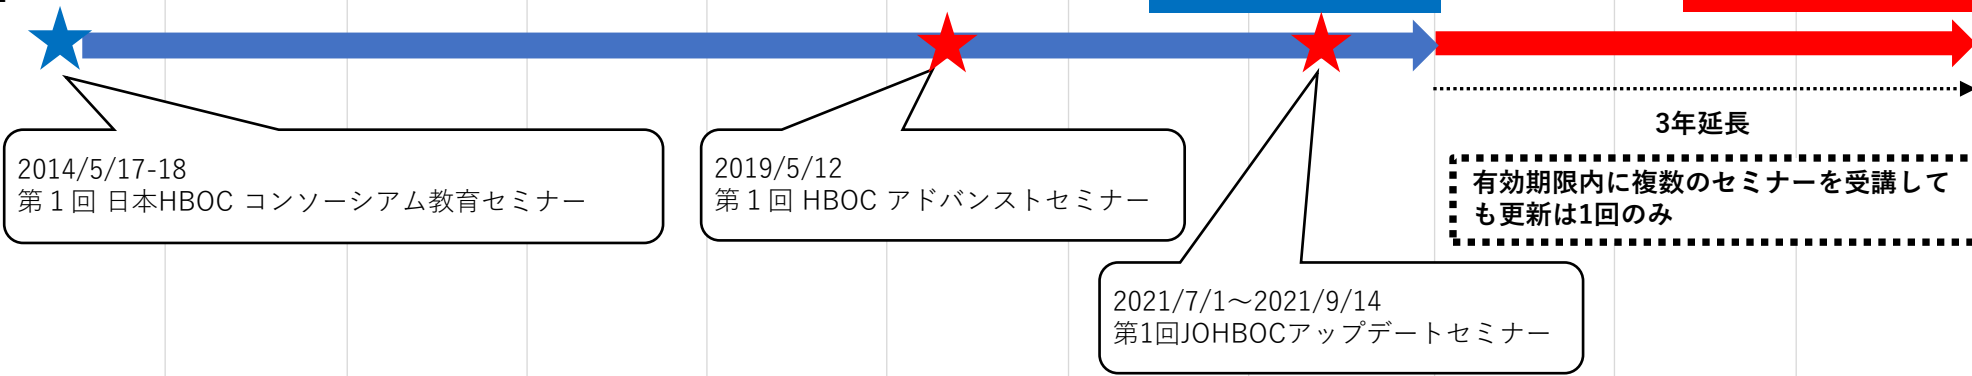 2014/5/17-18
第１回 日本HBOC コンソーシアム教育セミナー
2019/5/12
第１回 HBOC アドバンストセミナー
2021/7/1～2021/9/14
第1回JOHBOCアップデートセミナー
3年延長
有効期限内に複数のセミナーを受講して
も更新は1回のみ